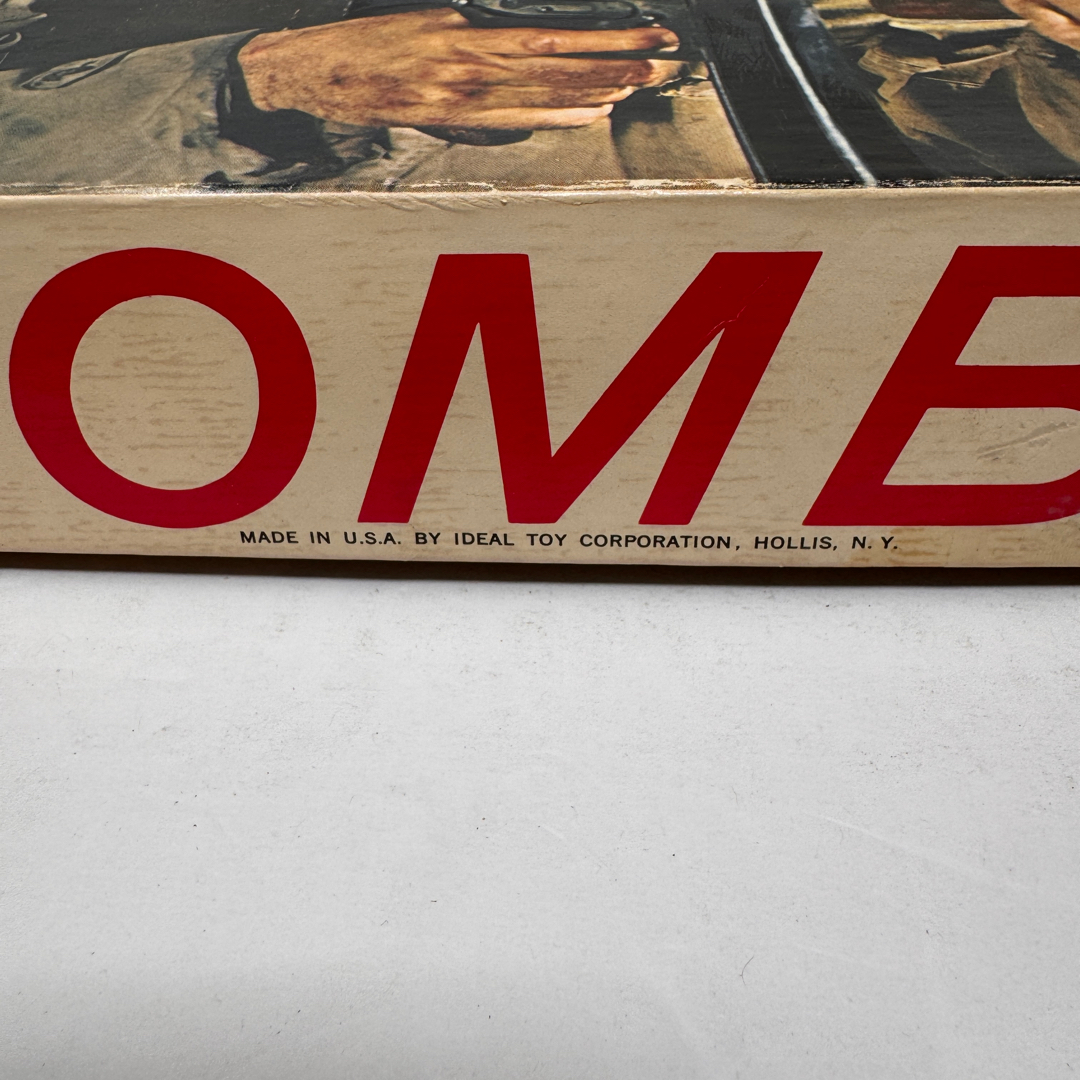 OMB
MADE IN U.S.A. BY IDEAL TOY CORPORATION, HOLLIS, N. Y.